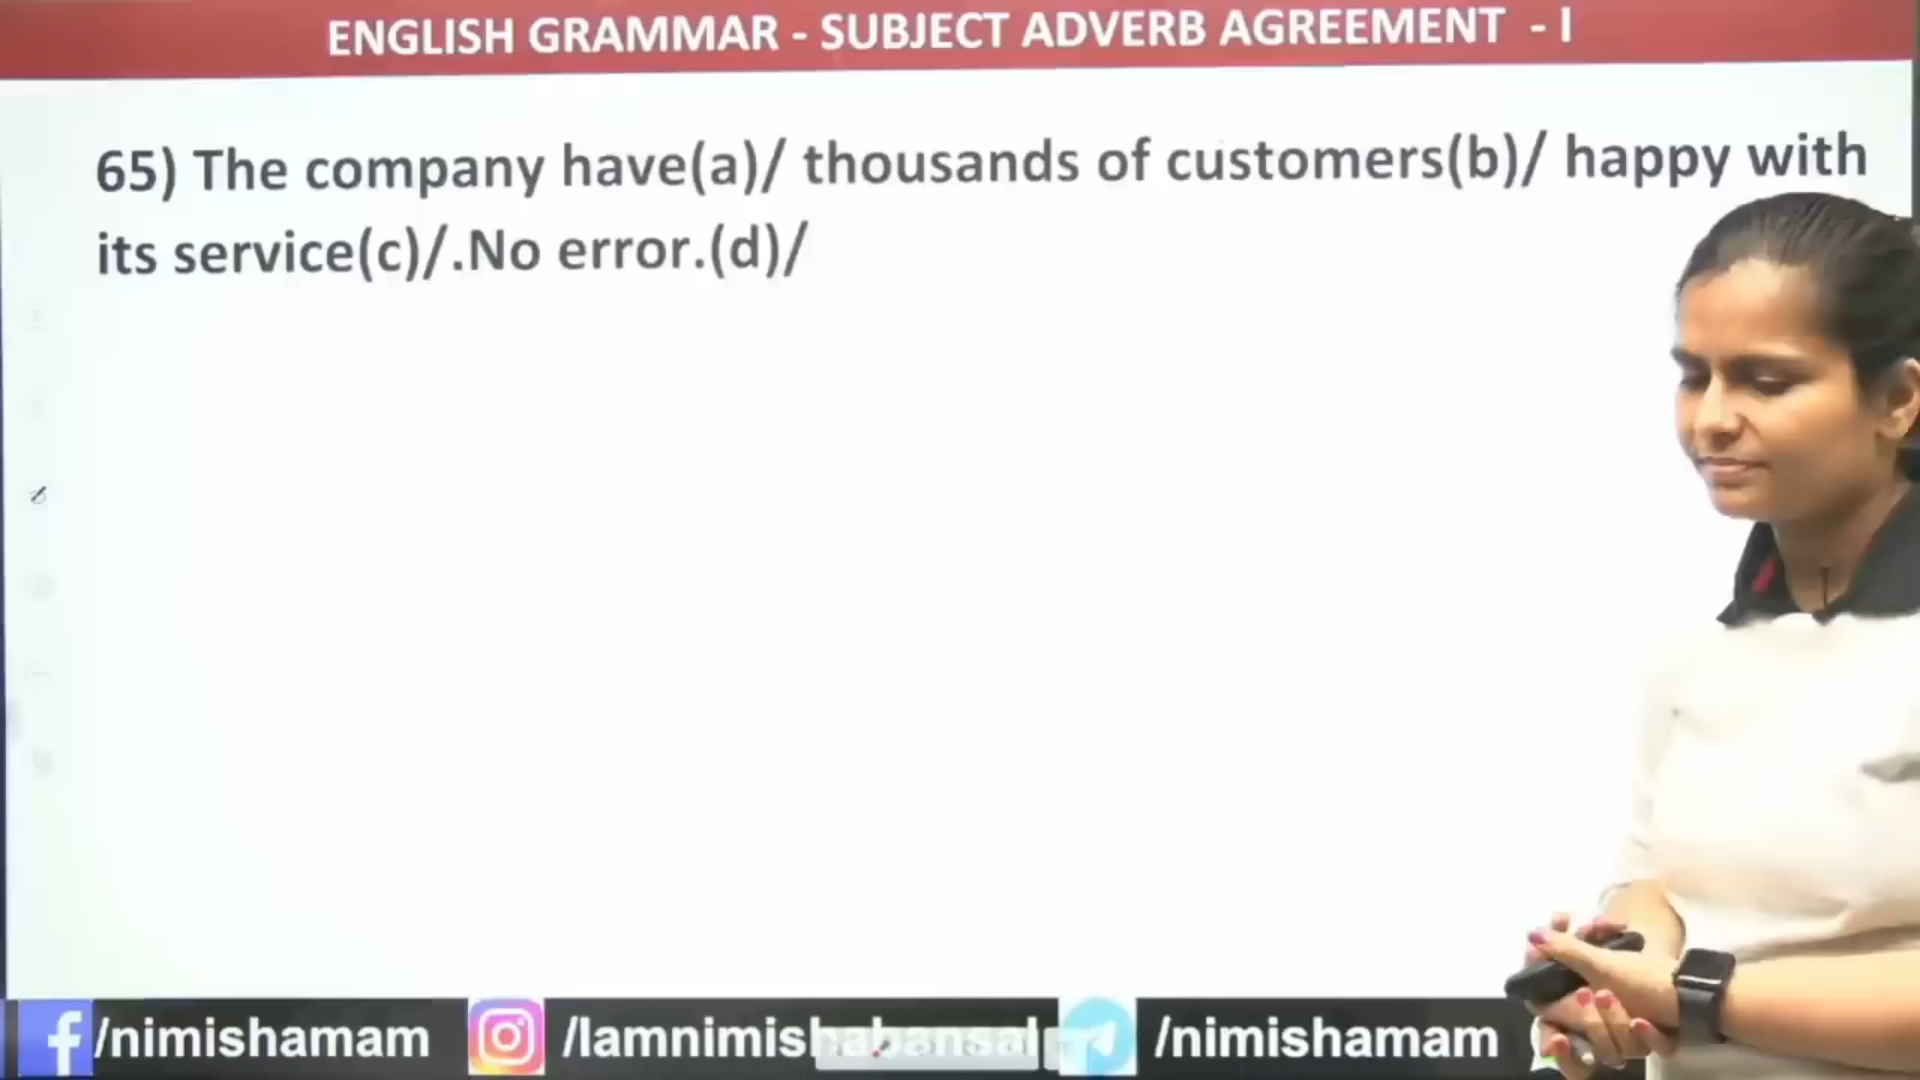 ENGLISH GRAMMAR - SUBJECT ADVERB AGREEMENT - I
65) The company have(a)/ thousands of customers(b)/ happy with
its service(c)/.No error.(d)/
/nimishamam /Iamnimishabansal /nimishamam